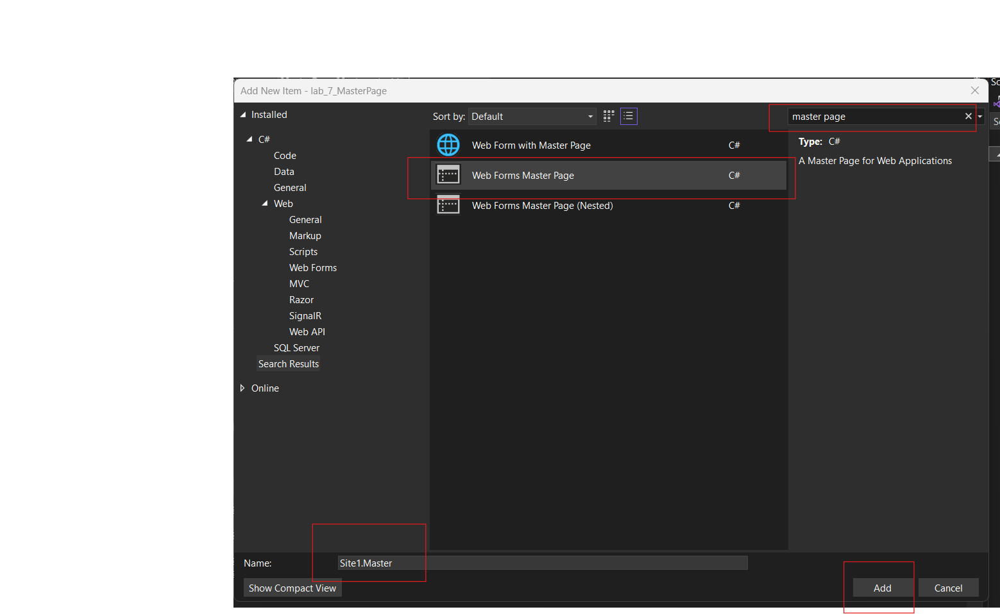 Add New Item - lab_7_MasterPage
Installed
C#
Code
Data
General
Web
General
Markup
Scripts
Web Forms
MVC
Razor
SignalR
Web API
SQL Server
Search Results
Online
Sort by: Default
Web Form with Master Page C#
Web Forms Master Page C#
Web Forms Master Page (Nested) C#
master page
Type: C#
A Master Page for Web Applications
Name: Site1.Master
Show Compact View
Add Cancel